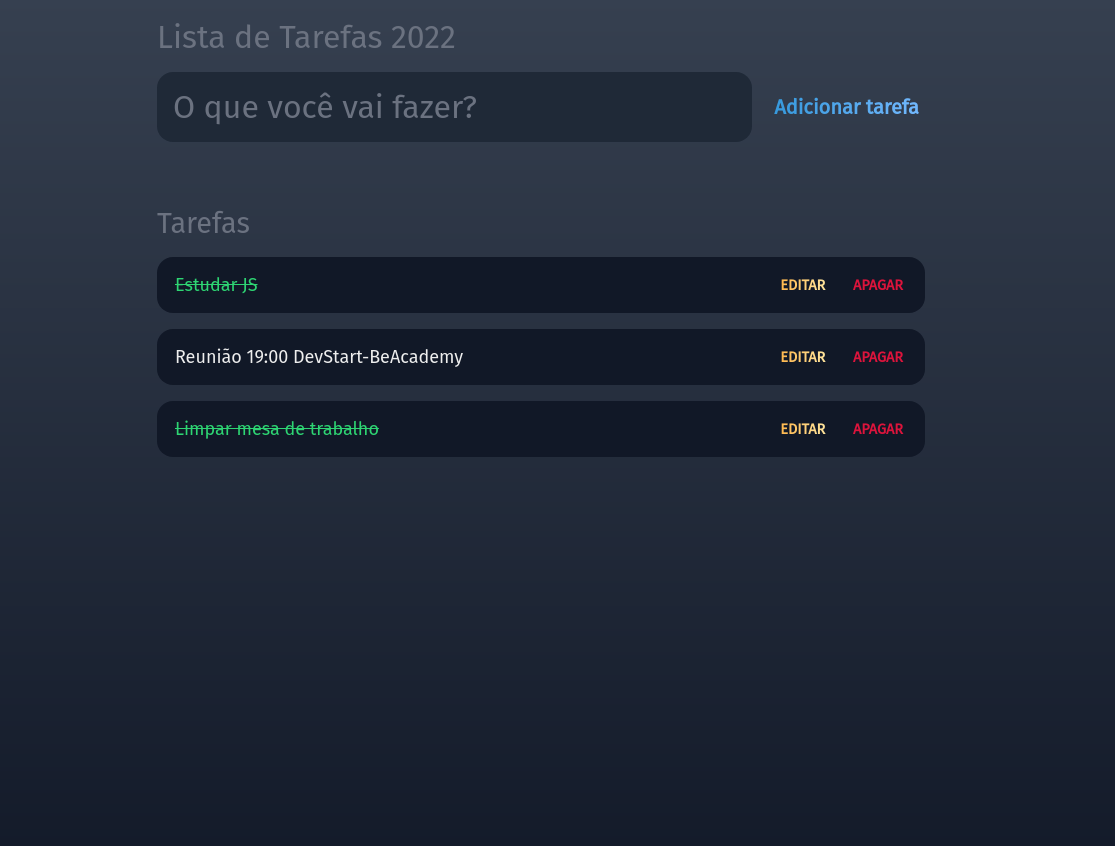 Lista de Tarefas 2022
O que você vai fazer? Adicionar tarefa
Tarefas
Estudar JS EDITAR APAGAR
Reunião 19:00 DevStart-BeAcademy EDITAR APAGAR
Limpar mesa de trabalho EDITAR APAGAR